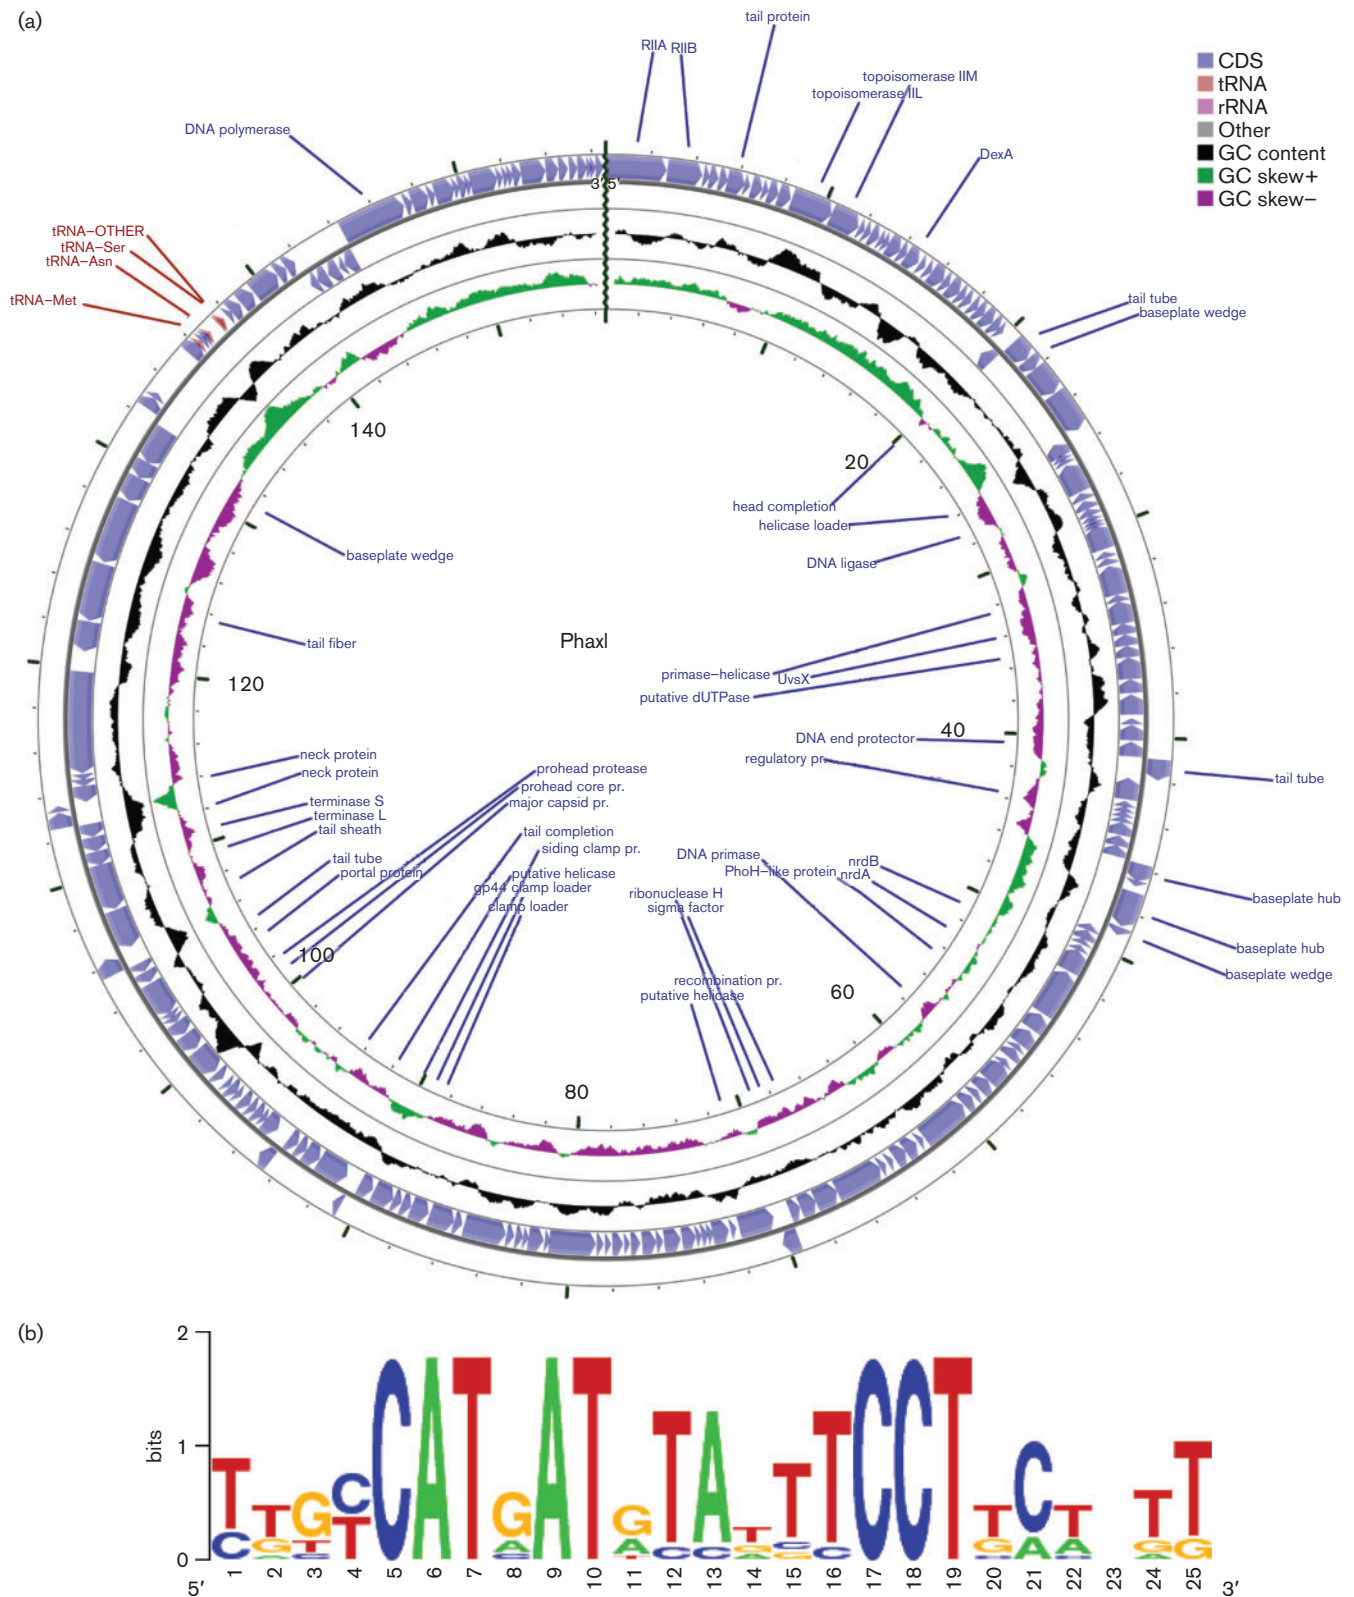 (a)
tail protein
RIIA RIIB
topoisomerase IIM
topoisomerase IIL
DexA
DNA polymerase
CDS
tRNA
rRNA
Other
GC content
GC skew+
GC skew–
3′ 5′
tRNA–OTHER
tRNA–Ser
tRNA–Asn
tRNA–Met
tail tube
baseplate wedge
140
20
head completion
helicase loader
DNA ligase
baseplate wedge
tail fiber
PhaxI
120
primase–helicase
UvsX
putative dUTPase
40
DNA end protector
regulatory pr.
tail tube
neck protein
neck protein
terminase S
terminase L
tail sheath
tail tube
portal protein
prohead protease
prohead core pr.
major capsid pr.
tail completion
siding clamp pr.
putative helicase
gp44 clamp loader
clamp loader
DNA primase
PhoH–like protein
nrdB
nrdA
ribonuclease H
sigma factor
baseplate hub
baseplate hub
baseplate wedge
100
recombination pr.
putative helicase
60
80
(b)
2
bits
1
0
5′ 1 2 3 4 5 6 7 8 9 10 11 12 13 14 15 16 17 18 19 20 21 22 23 24 25 3′